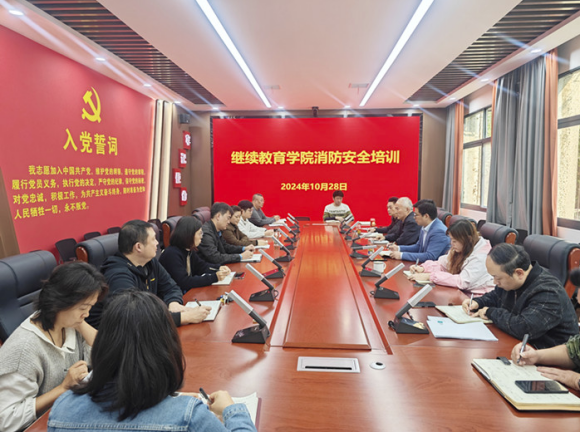 入党誓词
我志愿加入中国共产党，拥护党的纲领，遵守党的章程，
履行党员义务，执行党的决定，严守党的纪律，保守党的秘密，
对党忠诚，积极工作，为共产主义奋斗终身，随时准备为党和
人民牺牲一切，永不叛党。
继续教育学院消防安全培训
2024年10月28日